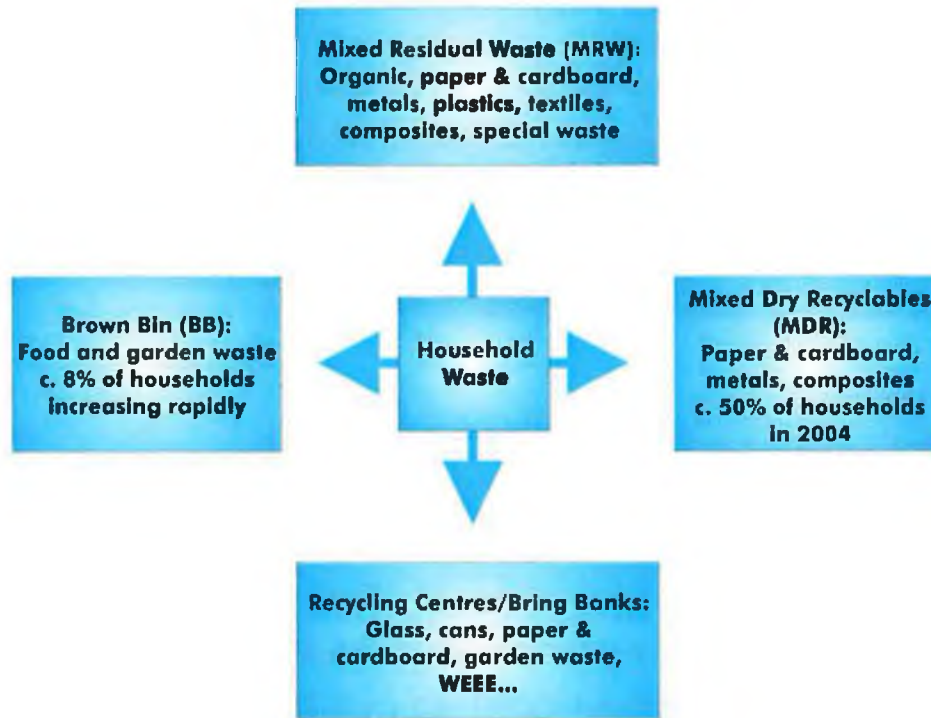 Mixed Residual Waste (MRW):
Organic, paper & cardboard,
metals, plastics, textiles,
composites, special waste
Brown Bin (BB):
Food and garden waste
c. 8% of households
increasing rapidly
Household
Waste
Mixed Dry Recyclables
(MDR):
Paper & cardboard,
metals, composites
c. 50% of households
in 2004
Recycling Centres/Bring Banks:
Glass, cans, paper &
cardboard, garden waste,
WEEE...